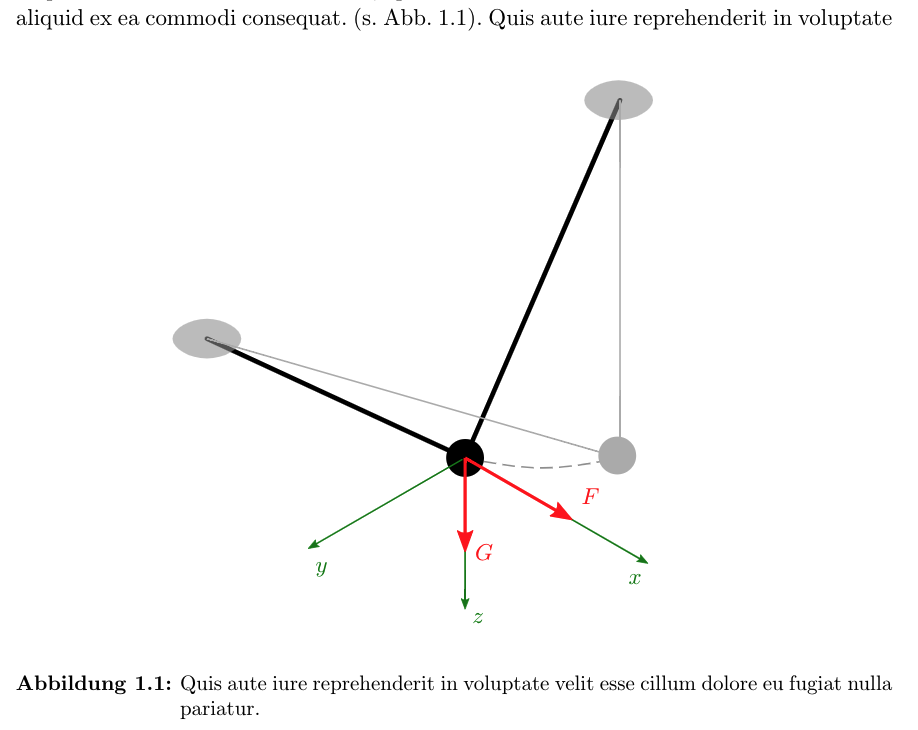 aliquid ex ea commodi consequat. (s. Abb. 1.1). Quis aute iure reprehenderit in voluptate
F
G
y
x
z
Abbildung 1.1: Quis aute iure reprehenderit in voluptate velit esse cillum dolore eu fugiat nulla
pariatur.